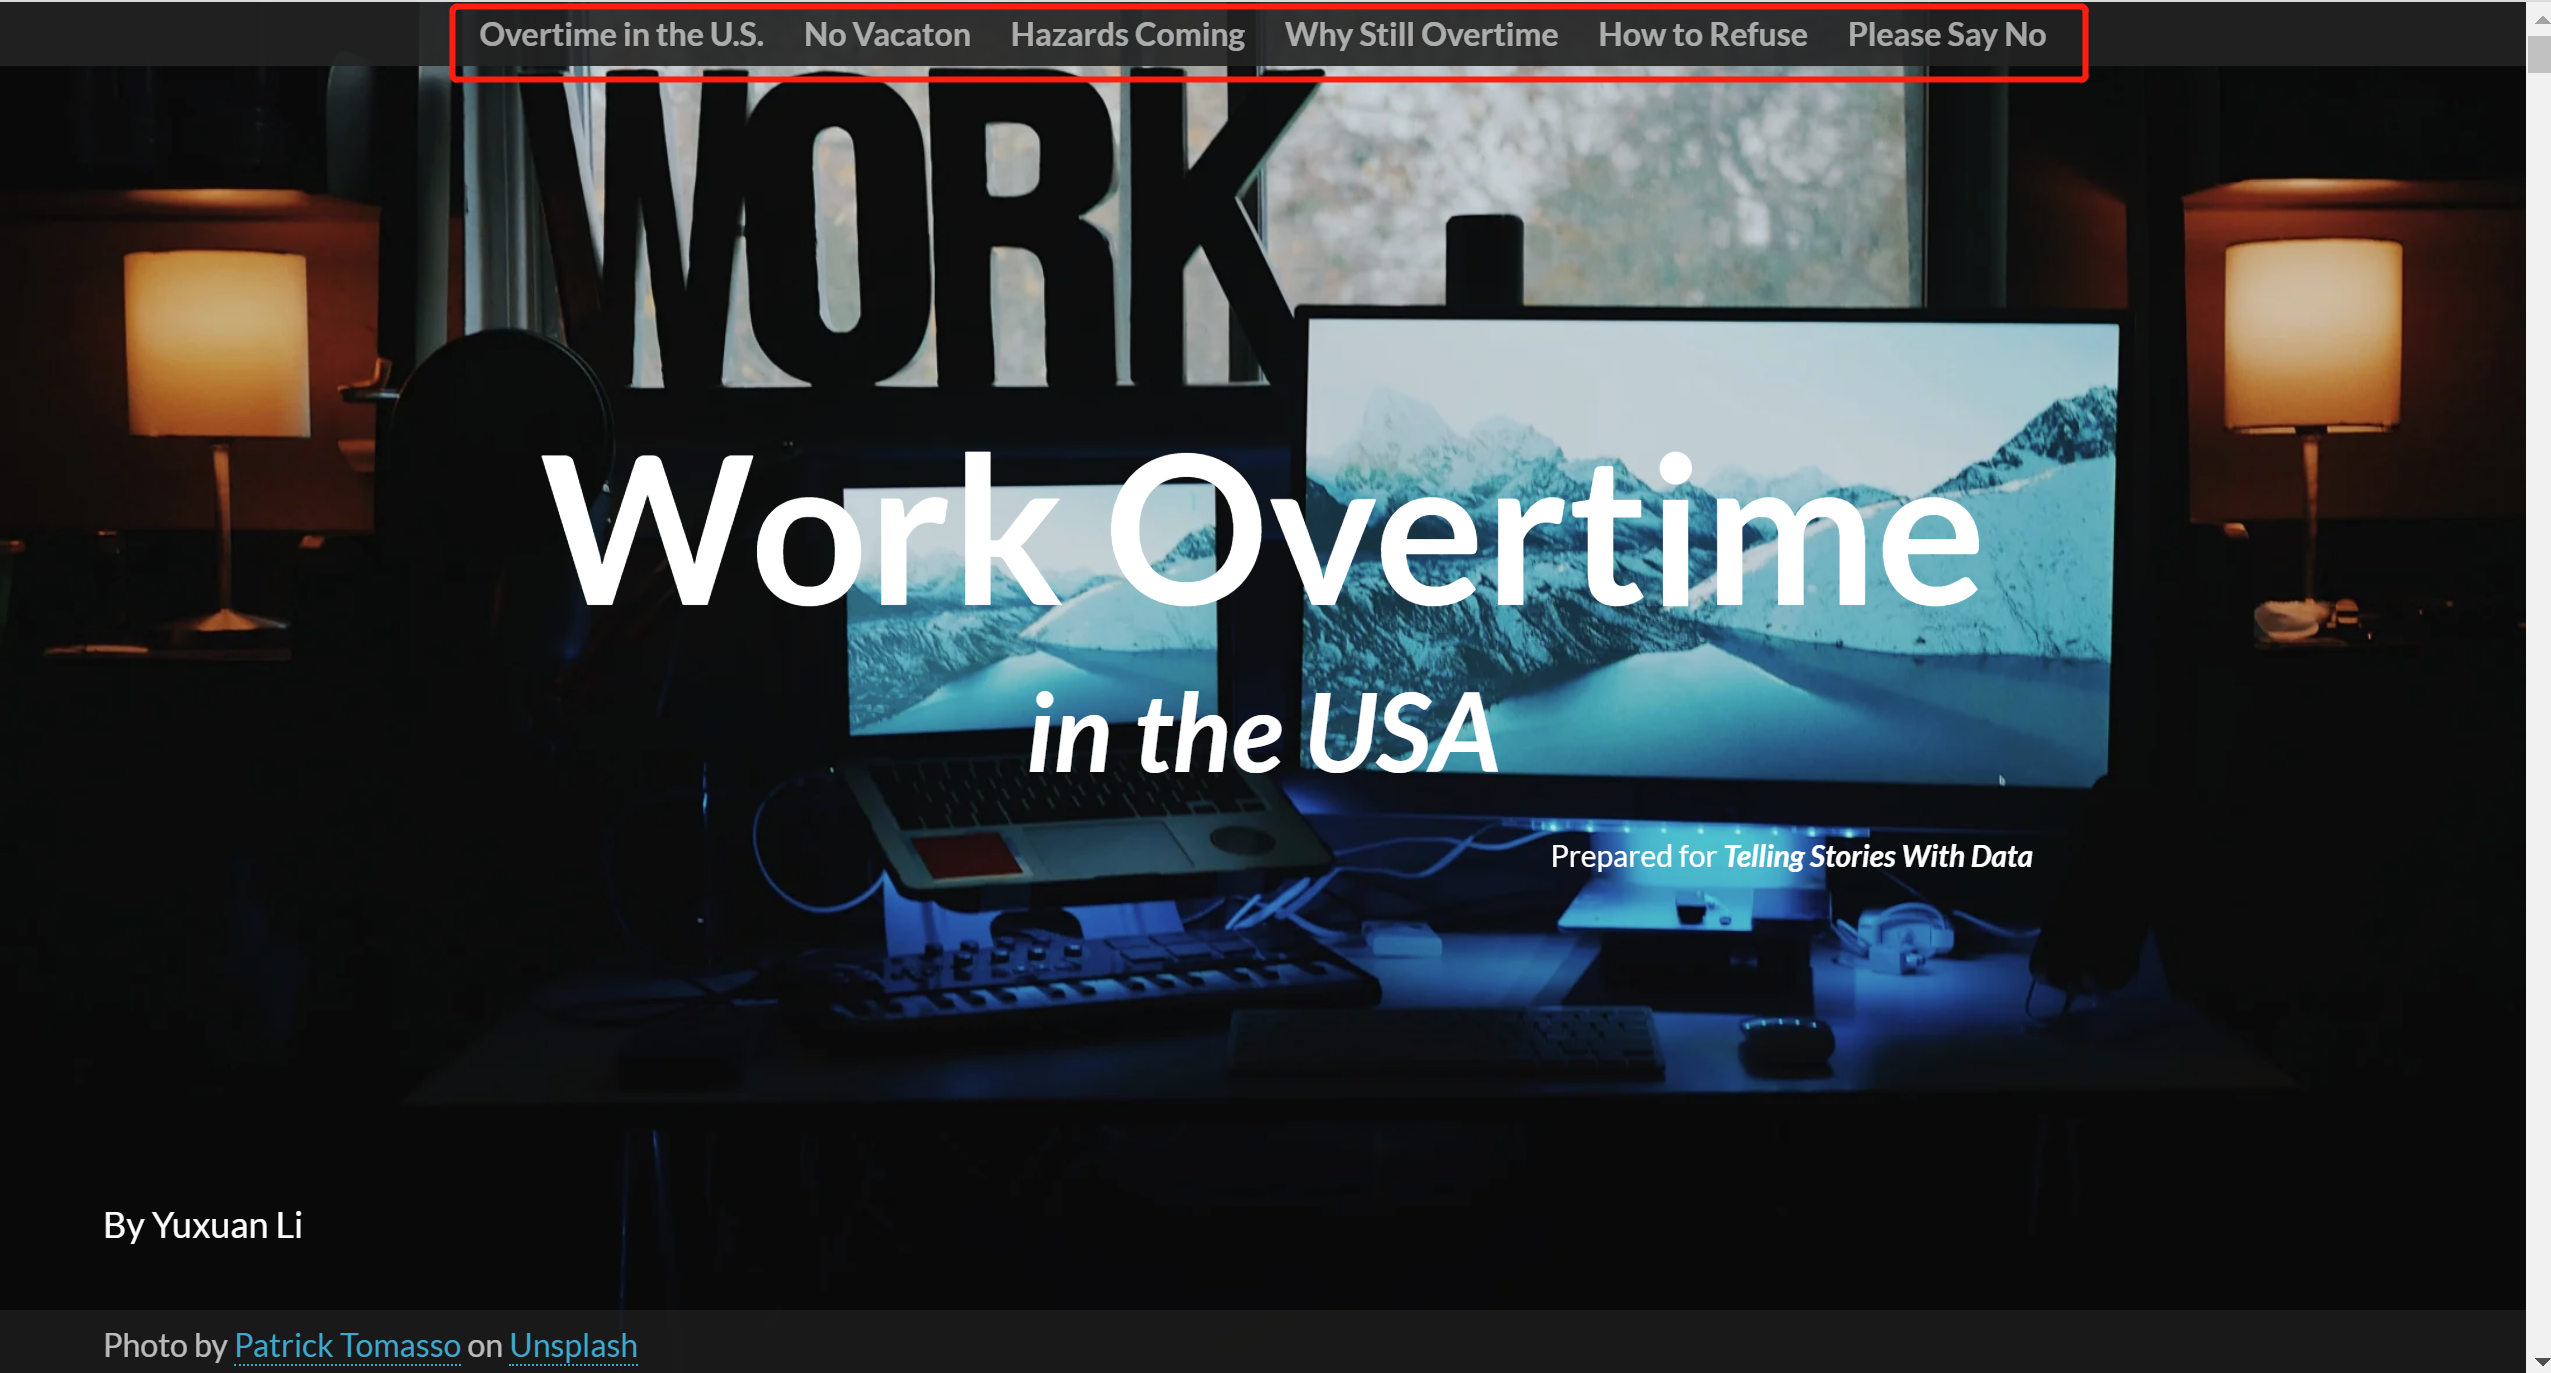 Overtime in the U.S. No Vacaton Hazards Coming Why Still Overtime How to Refuse Please Say No
WORK
Work Overtime
in the USA
Prepared for Telling Stories With Data
By Yuxuan Li
Photo by Patrick Tomasso on Unsplash